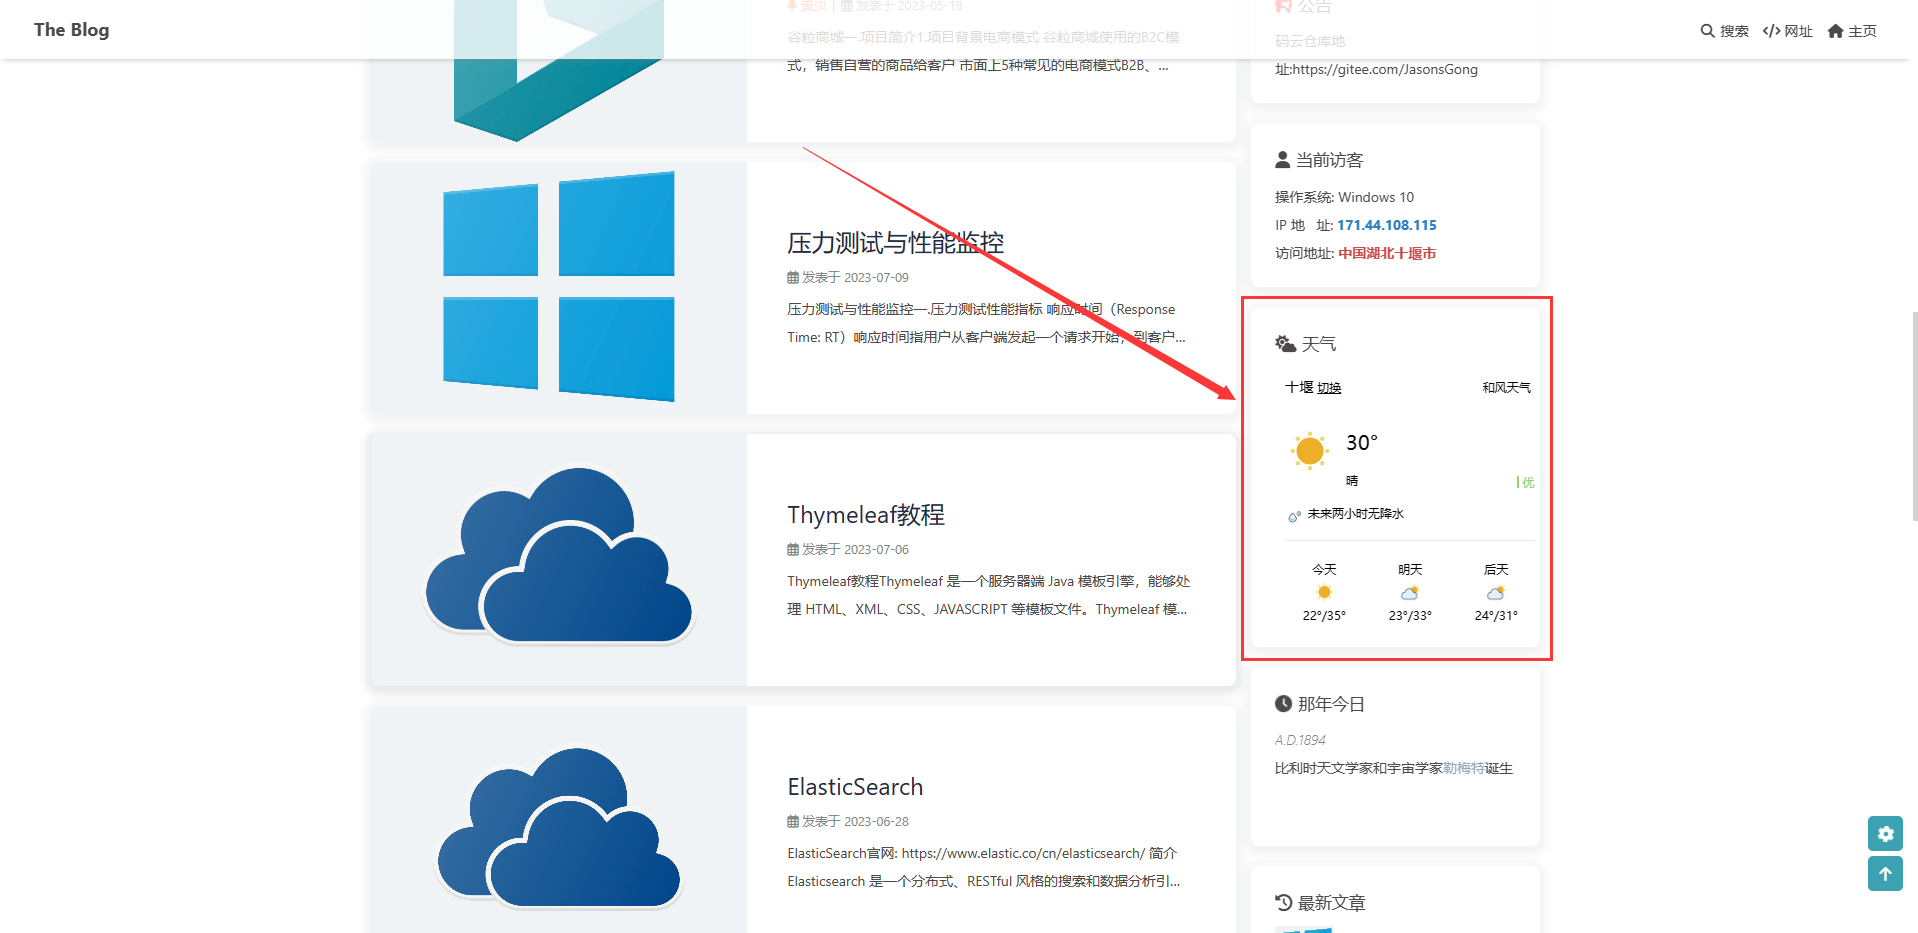 The Blog
搜索 网址 主页
置顶 | 发表于 2023-05-18
谷粒商城一.项目简介1.项目背景电商模式 谷粒商城使用的B2C模
式，销售自营的商品给客户 市面上5种常见的电商模式B2B、...
压力测试与性能监控
发表于 2023-07-09
压力测试与性能监控一.压力测试性能指标 响应时间（Response
Time: RT）响应时间指用户从客户端发起一个请求开始，到客户...
Thymeleaf教程
发表于 2023-07-06
Thymeleaf教程Thymeleaf 是一个服务器端 Java 模板引擎，能够处
理 HTML、XML、CSS、JAVASCRIPT 等模板文件。Thymeleaf 模...
ElasticSearch
发表于 2023-06-28
ElasticSearch官网: https://www.elastic.co/cn/elasticsearch/ 简介
Elasticsearch 是一个分布式、RESTful 风格的搜索和数据分析引...
公告
码云仓库地
址:https://gitee.com/JasonsGong
当前访客
操作系统: Windows 10
IP 地 址: 171.44.108.115
访问地址: 中国湖北十堰市
天气
十堰 切换 和风天气
30°
晴 优
未来两小时无降水
今天 明天 后天
22°/35° 23°/33° 24°/31°
那年今日
A.D.1894
比利时天文学家和宇宙学家勒梅特诞生
最新文章